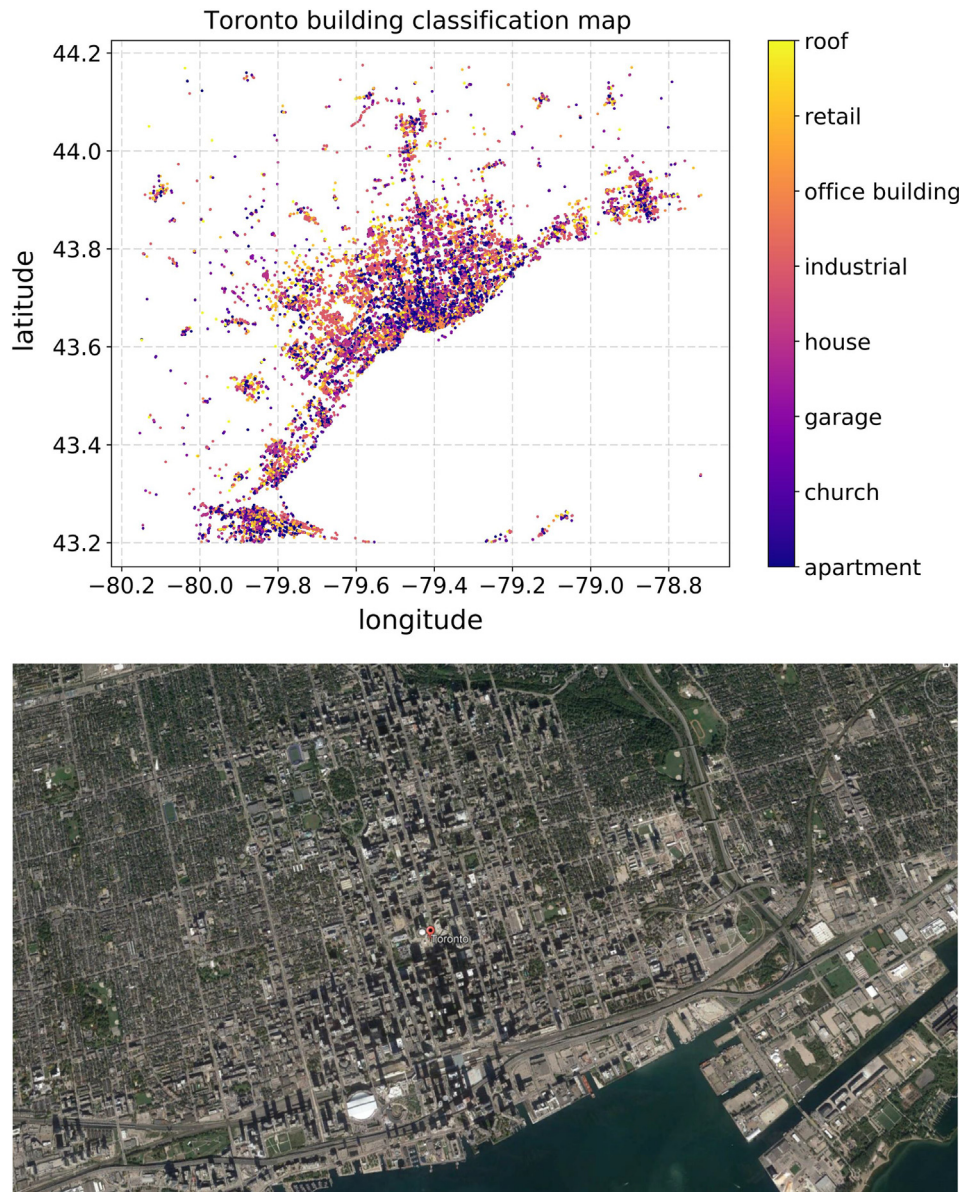 Toronto building classification map
44.2
44.0
43.8
43.6
43.4
43.2
latitude
−80.2 −80.0 −79.8 −79.6 −79.4 −79.2 −79.0 −78.8
longitude
roof
retail
office building
industrial
house
garage
church
apartment
Toronto